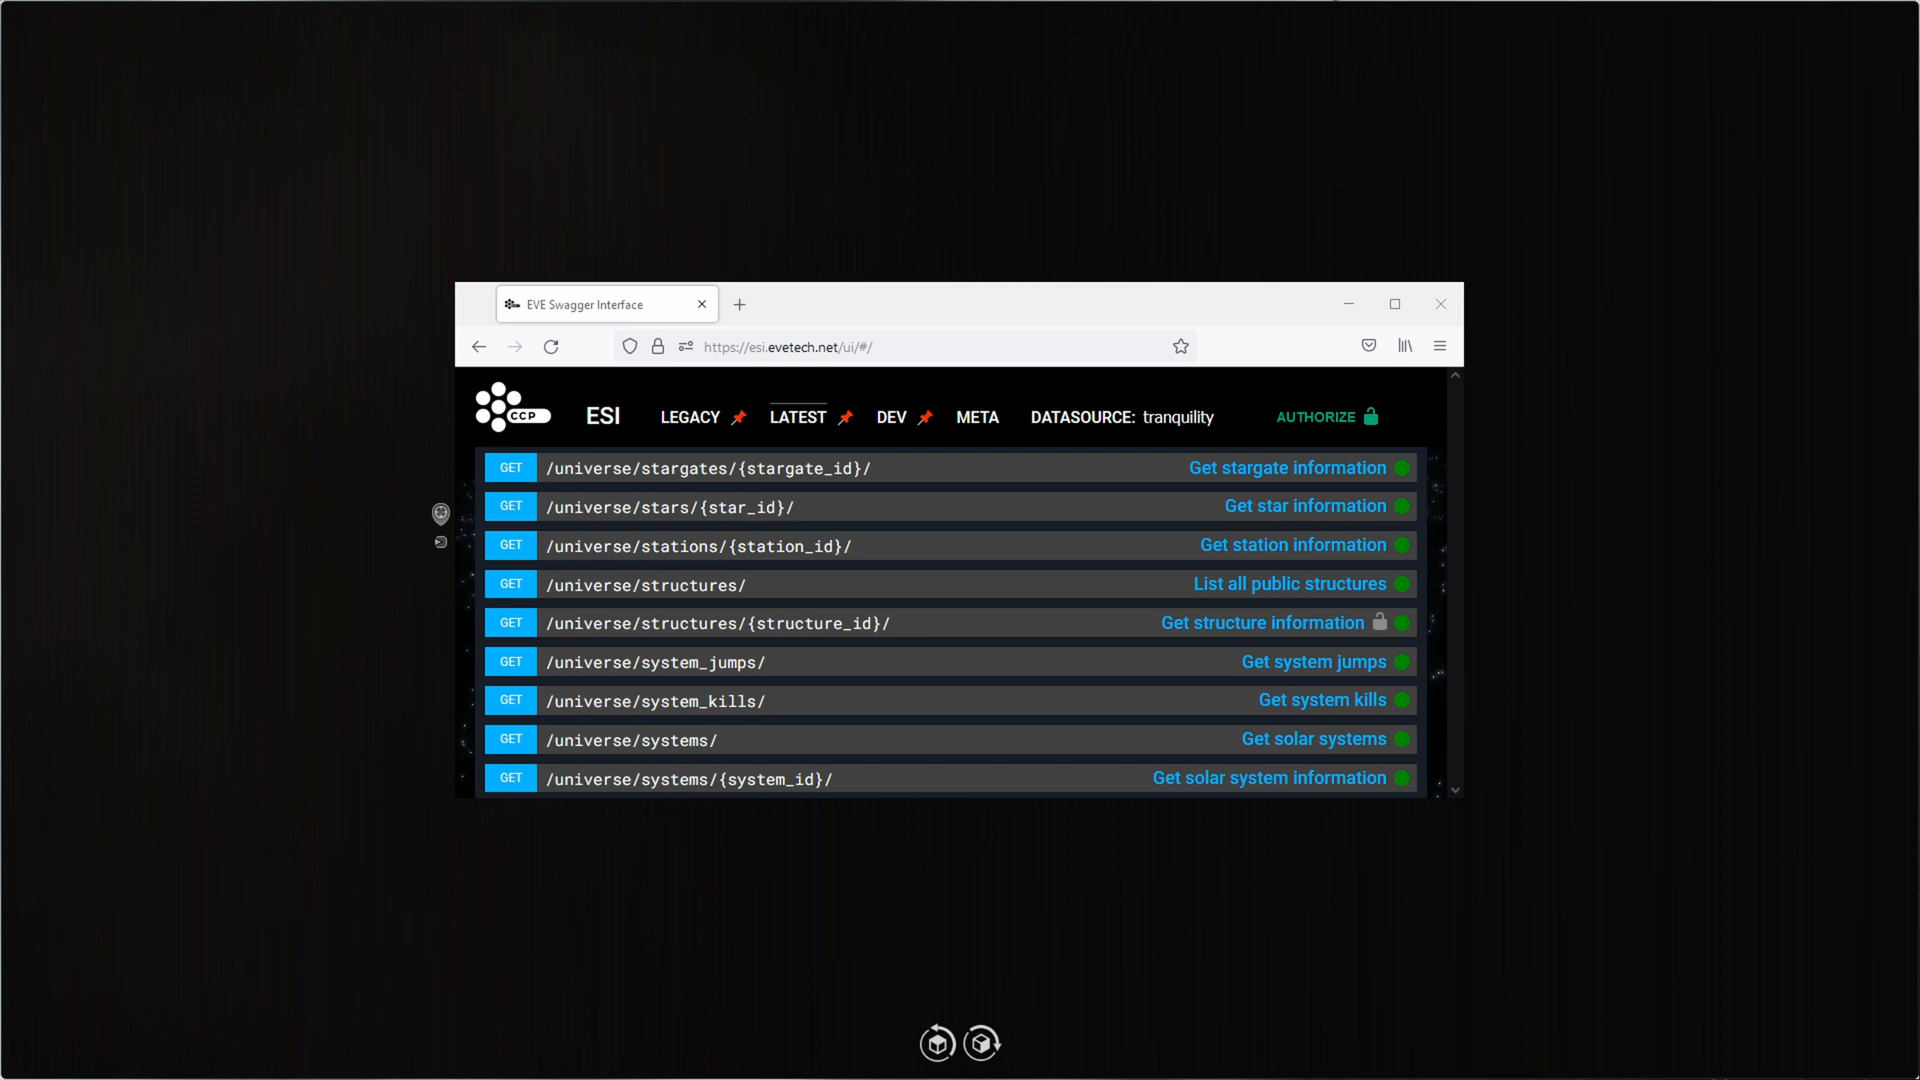 EVE Swagger Interface
https://esi.evetech.net/ui/#/
CCP ESI LEGACY LATEST DEV META DATASOURCE: tranquility AUTHORIZE
GET /universe/stargates/{stargate_id}/ Get stargate information
GET /universe/stars/{star_id}/ Get star information
GET /universe/stations/{station_id}/ Get station information
GET /universe/structures/ List all public structures
GET /universe/structures/{structure_id}/ Get structure information
GET /universe/system_jumps/ Get system jumps
GET /universe/system_kills/ Get system kills
GET /universe/systems/ Get solar systems
GET /universe/systems/{system_id}/ Get solar system information